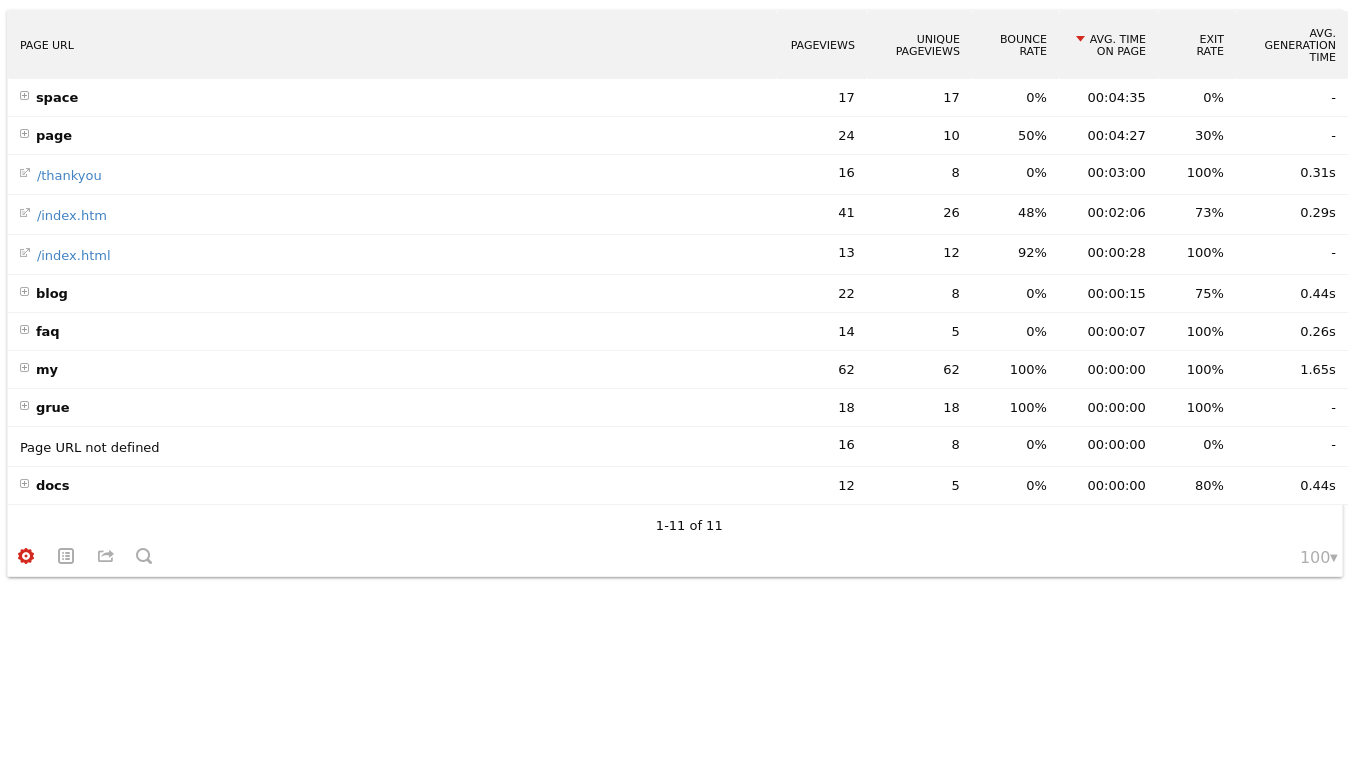 PAGE URL PAGEVIEWS UNIQUE PAGEVIEWS BOUNCE RATE AVG. TIME ON PAGE EXIT RATE AVG. GENERATION TIME
space 17 17 0% 00:04:35 0% -
page 24 10 50% 00:04:27 30% -
/thankyou 16 8 0% 00:03:00 100% 0.31s
/index.htm 41 26 48% 00:02:06 73% 0.29s
/index.html 13 12 92% 00:00:28 100% -
blog 22 8 0% 00:00:15 75% 0.44s
faq 14 5 0% 00:00:07 100% 0.26s
my 62 62 100% 00:00:00 100% 1.65s
grue 18 18 100% 00:00:00 100% -
Page URL not defined 16 8 0% 00:00:00 0% -
docs 12 5 0% 00:00:00 80% 0.44s
1-11 of 11
100▾